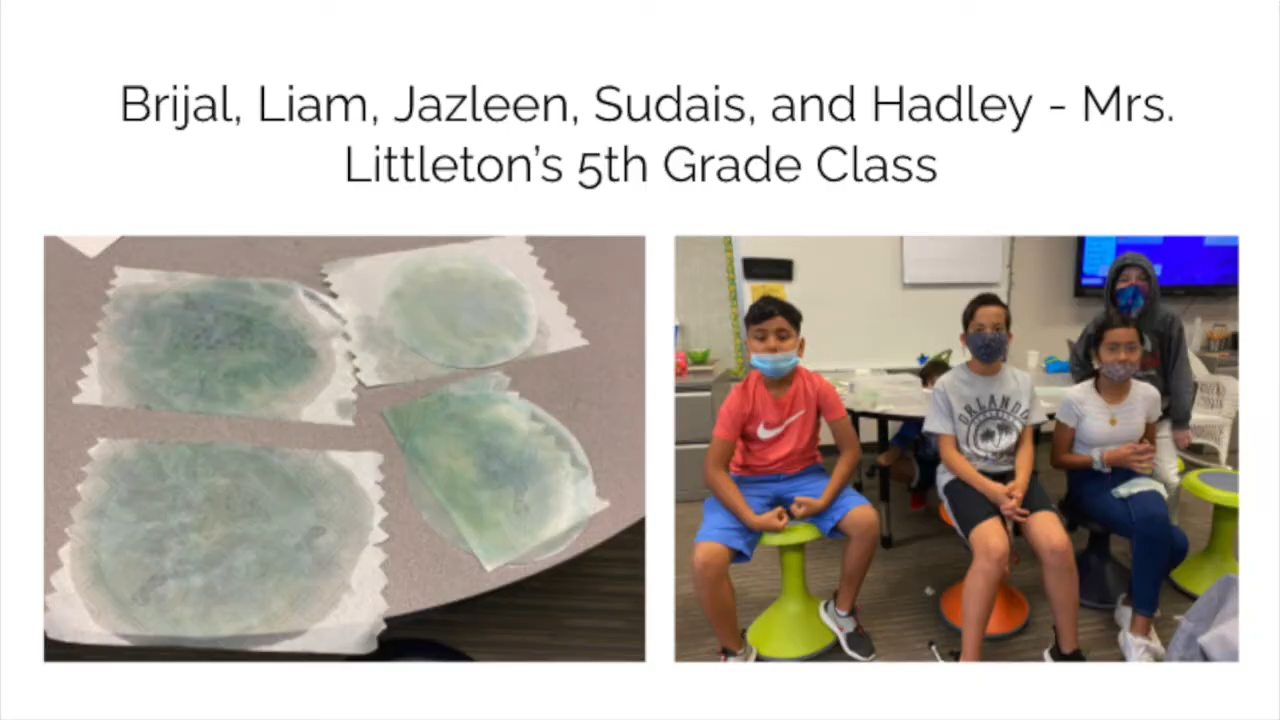 Brijal, Liam, Jazleen, Sudais, and Hadley - Mrs.
Littleton's 5th Grade Class
ORLANDO